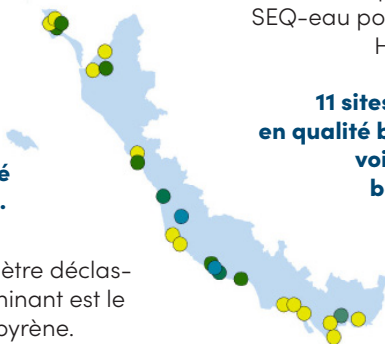 SEQ-eau po
H
11 sites
en qualité b
voi
b
é
.
ètre déclas-
minant est le
pyrène.